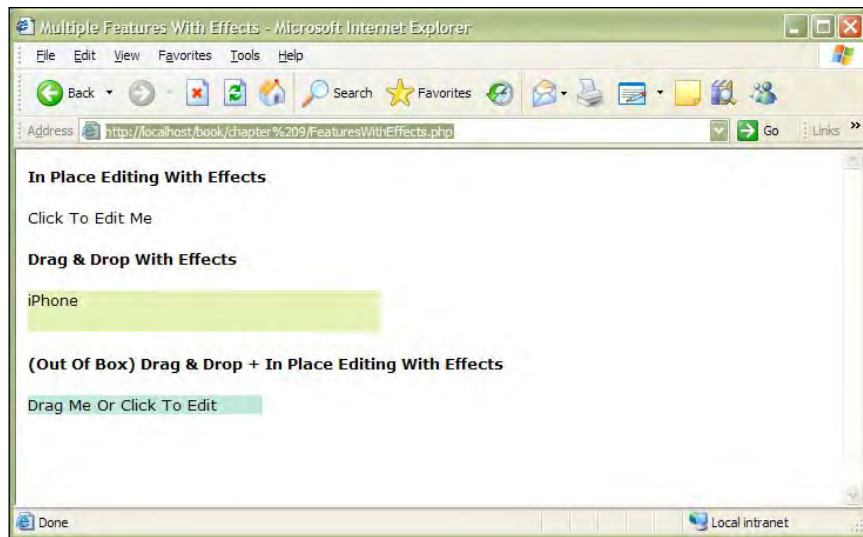 Multiple Features With Effects - Microsoft Internet Explorer
File Edit View Favorites Tools Help
Back Search Favorites
Address http://localhost/book/chapter%209/FeaturesWithEffects.php Go Links »
In Place Editing With Effects
Click To Edit Me
Drag & Drop With Effects
iPhone
(Out Of Box) Drag & Drop + In Place Editing With Effects
Drag Me Or Click To Edit
Done Local intranet